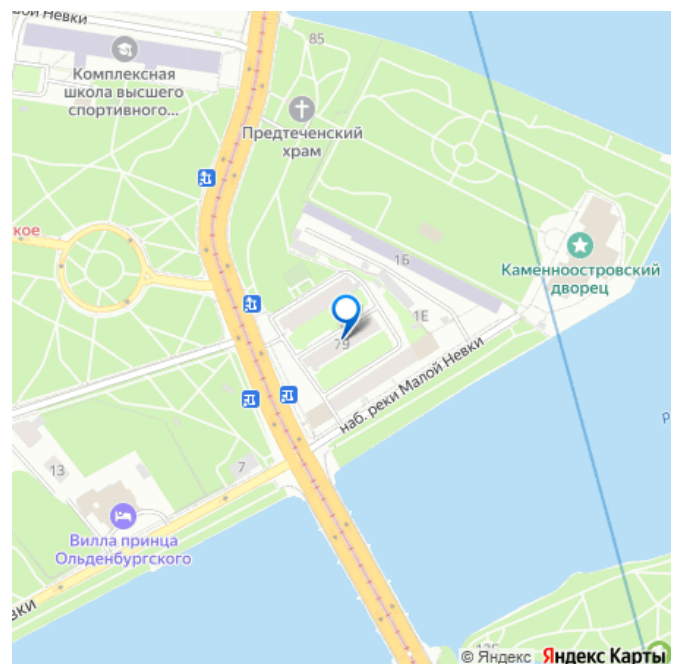 ой Невки
85
Комплексная
школа высшего
спортивного...
Предтеченский
храм
кое
1Б
Каменноостровский
дворец
1Е
79
наб. реки Малой Невки
13
7
Вилла принца
Ольденбургского
вки
© Яндекс Яндекс Карты